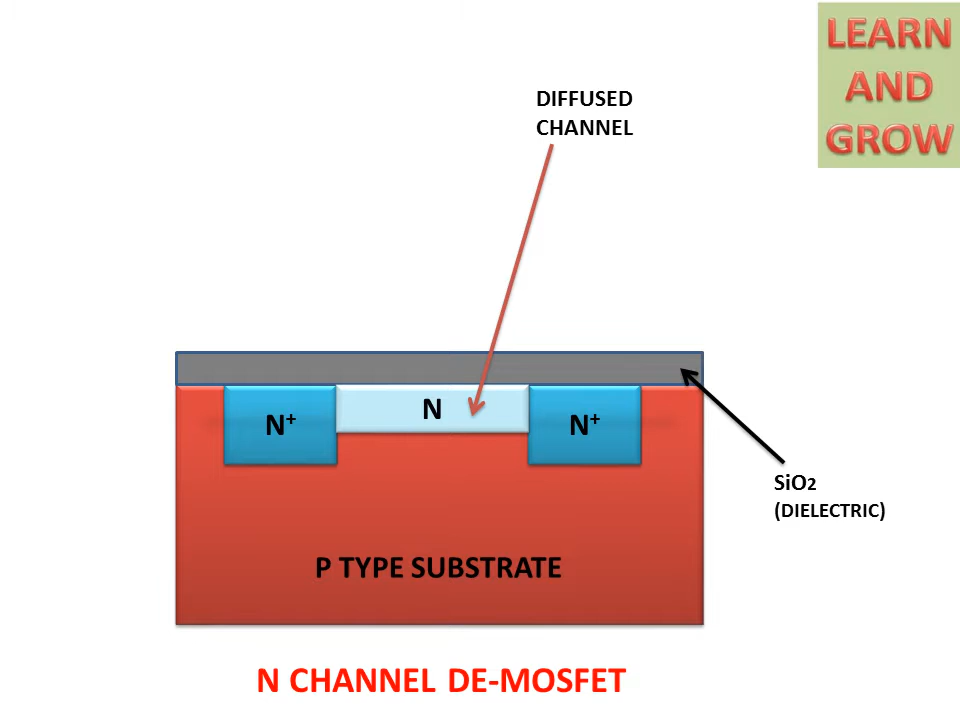 LEARN
AND
GROW
DIFFUSED
CHANNEL
N
N⁺
N⁺
SiO₂
(DIELECTRIC)
P TYPE SUBSTRATE
N CHANNEL DE-MOSFET